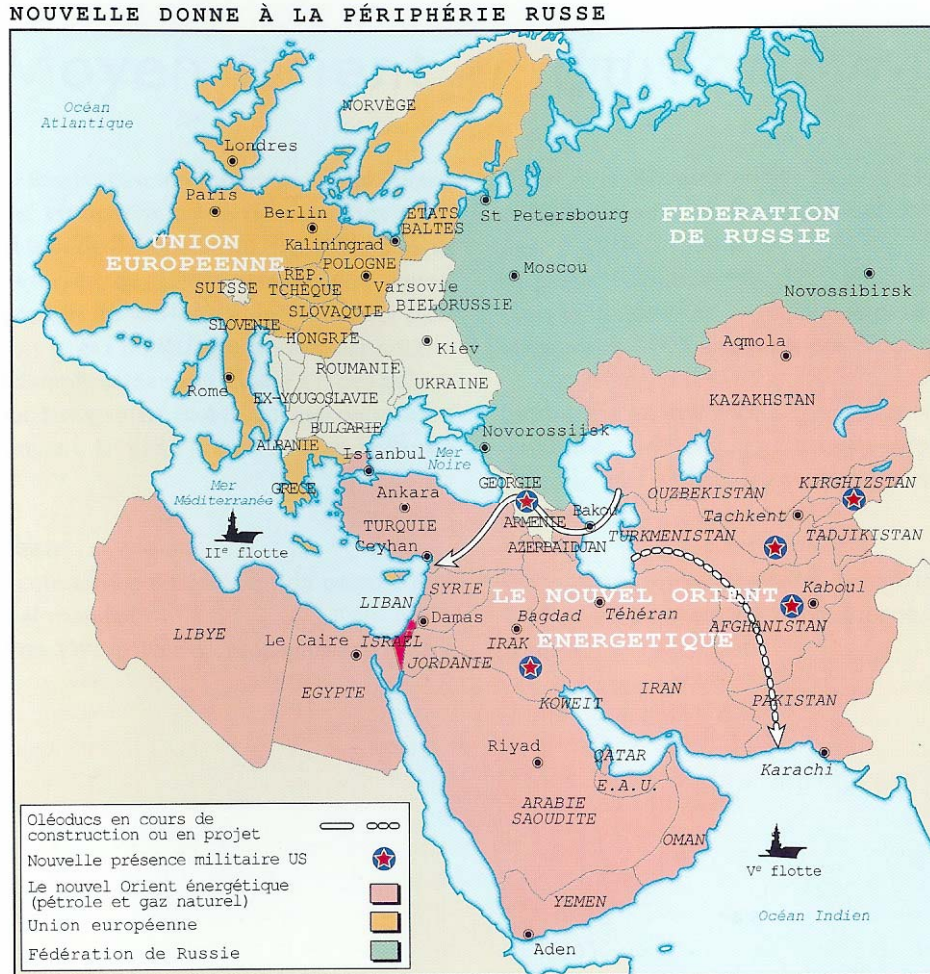 NOUVELLE DONNE À LA PÉRIPHÉRIE RUSSE
Océan
Atlantique
NORVÈGE
Londres
Paris
Berlin
ETATS
BALTES
St Petersbourg
FEDERATION
DE RUSSIE
UNION
EUROPEENNE
Kaliningrad
POLOGNE
REP.
TCHÈQUE
SUISSE
Varsovie
Moscou
BIELORUSSIE
Novossibirsk
SLOVAQUIE
SLOVENIE
HONGRIE
Kiev
Aqmola
ROUMANIE
UKRAINE
Rome
EX-YOUGOSLAVIE
KAZAKHSTAN
BULGARIE
Novorossiisk
ALBANIE
Istanbul
Mer
Noire
Mer
Méditerranée
GRECE
Ankara
TURQUIE
GEORGIE
ARMENIE
Bakou
AZERBAIDJAN
OUZBEKISTAN
KIRGHIZSTAN
Tachkent
TURKMENISTAN
TADJIKISTAN
IIe flotte
Ceyhan
SYRIE
LIBAN
LE NOUVEL ORIENT
ENERGETIQUE
Kaboul
AFGHANISTAN
Damas
Bagdad
Téhéran
LIBYE
Le Caire
ISRAËL
IRAK
JORDANIE
EGYPTE
KOWEIT
IRAN
PAKISTAN
Riyad
QATAR
E.A.U.
Karachi
ARABIE
SAOUDITE
OMAN
YEMEN
Ve flotte
Océan Indien
Aden
Oléoducs en cours de
construction ou en projet
Nouvelle présence militaire US
Le nouvel Orient énergétique
(pétrole et gaz naturel)
Union européenne
Fédération de Russie